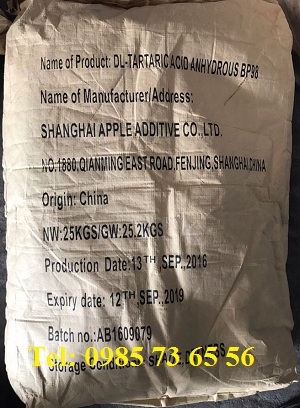 Name of Product: DL-TARTARIC ACID ANHYDROUS BP98
Name of Manufacturer/Address:
SHANGHAI APPLE ADDITIVE CO.,LTD.
NO.1880,QIANMING EAST ROAD,FENJING,SHANGHAI,CHINA
Origin: China
NW:25KGS/GW:25.2KGS
Production Date:13TH ,SEP.,2016
Expiry date: 12TH ,SEP.,2019
Batch no.:AB1609079
Tel: 0985 73 65 56
Storage